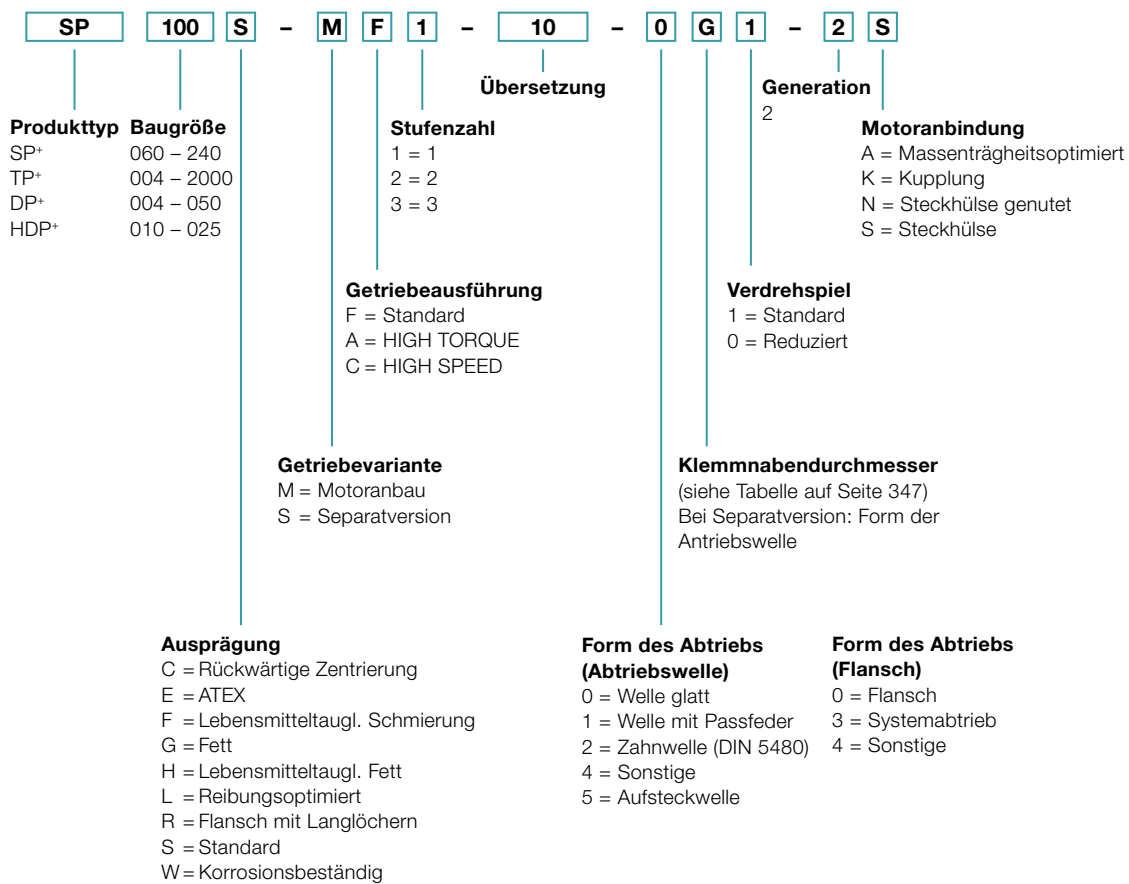 SP 100 S – M F 1 – 10 – 0 G 1 – 2 S
Übersetzung
Generation
2
Produkttyp Baugröße
SP+ 060 – 240
TP+ 004 – 2000
DP+ 004 – 050
HDP+ 010 – 025
Stufenzahl
1 = 1
2 = 2
3 = 3
Motoranbindung
A = Massenträgheitsoptimiert
K = Kupplung
N = Steckhülse genutet
S = Steckhülse
Getriebeausführung
F = Standard
A = HIGH TORQUE
C = HIGH SPEED
Verdrehspiel
1 = Standard
0 = Reduziert
Getriebevariante
M = Motoranbau
S = Separatversion
Klemmnabendurchmesser
(siehe Tabelle auf Seite 347)
Bei Separatversion: Form der
Antriebswelle
Ausprägung
C = Rückwärtige Zentrierung
E = ATEX
F = Lebensmitteltaugl. Schmierung
G = Fett
H = Lebensmitteltaugl. Fett
L = Reibungsoptimiert
R = Flansch mit Langlöchern
S = Standard
W = Korrosionsbeständig
Form des Abtriebs
(Abtriebswelle)
0 = Welle glatt
1 = Welle mit Passfeder
2 = Zahnwelle (DIN 5480)
4 = Sonstige
5 = Aufsteckwelle
Form des Abtriebs
(Flansch)
0 = Flansch
3 = Systemabtrieb
4 = Sonstige